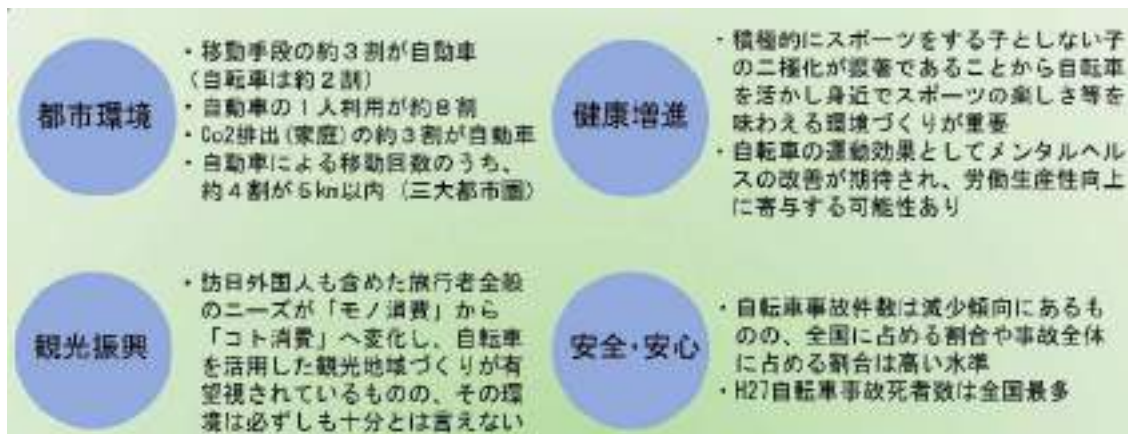 都市環境
・移動手段の約3割が自動車
（自転車は約2割）
・自動車の1人利用が約8割
・Co2排出(家庭)の約3割が自動車
・自動車による移動回数のうち、
約4割が5km以内（三大都市圏）
健康増進
・積極的にスポーツをする子としない子
の二極化が顕著であることから自転車
を活かし身近でスポーツの楽しさ等を
味わえる環境づくりが重要
・自転車の運動効果としてメンタルヘル
スの改善が期待され、労働生産性向上
に寄与する可能性あり
観光振興
・訪日外国人も含めた旅行者全般
のニーズが「モノ消費」から
「コト消費」へ変化し、自転車
を活用した観光地域づくりが有
望視されているものの、その環
境は必ずしも十分とは言えない
安全・安心
・自転車事故件数は減少傾向にあるも
のの、全国に占める割合や事故全体
に占める割合は高い水準
・H27自転車事故死者数は全国最多